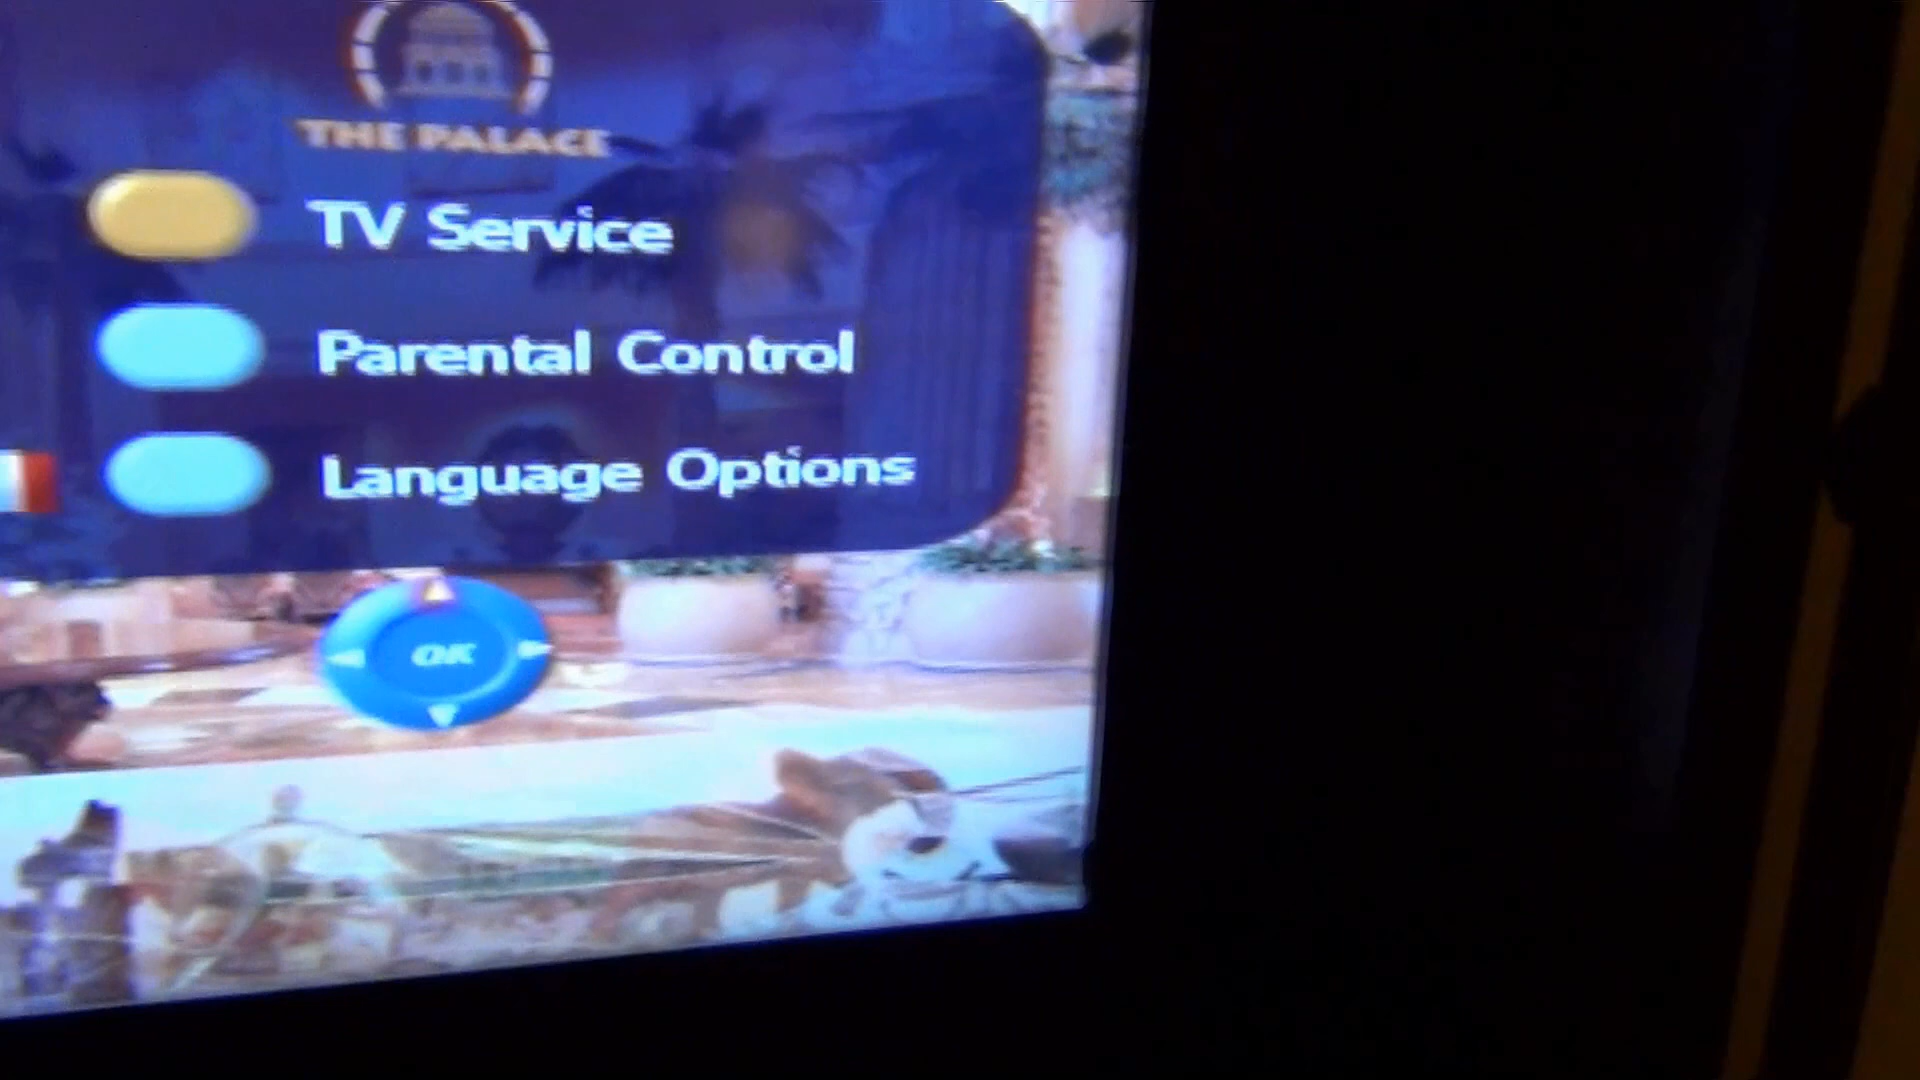 THE PALACE
TV Service
Parental Control
Language Options
OK